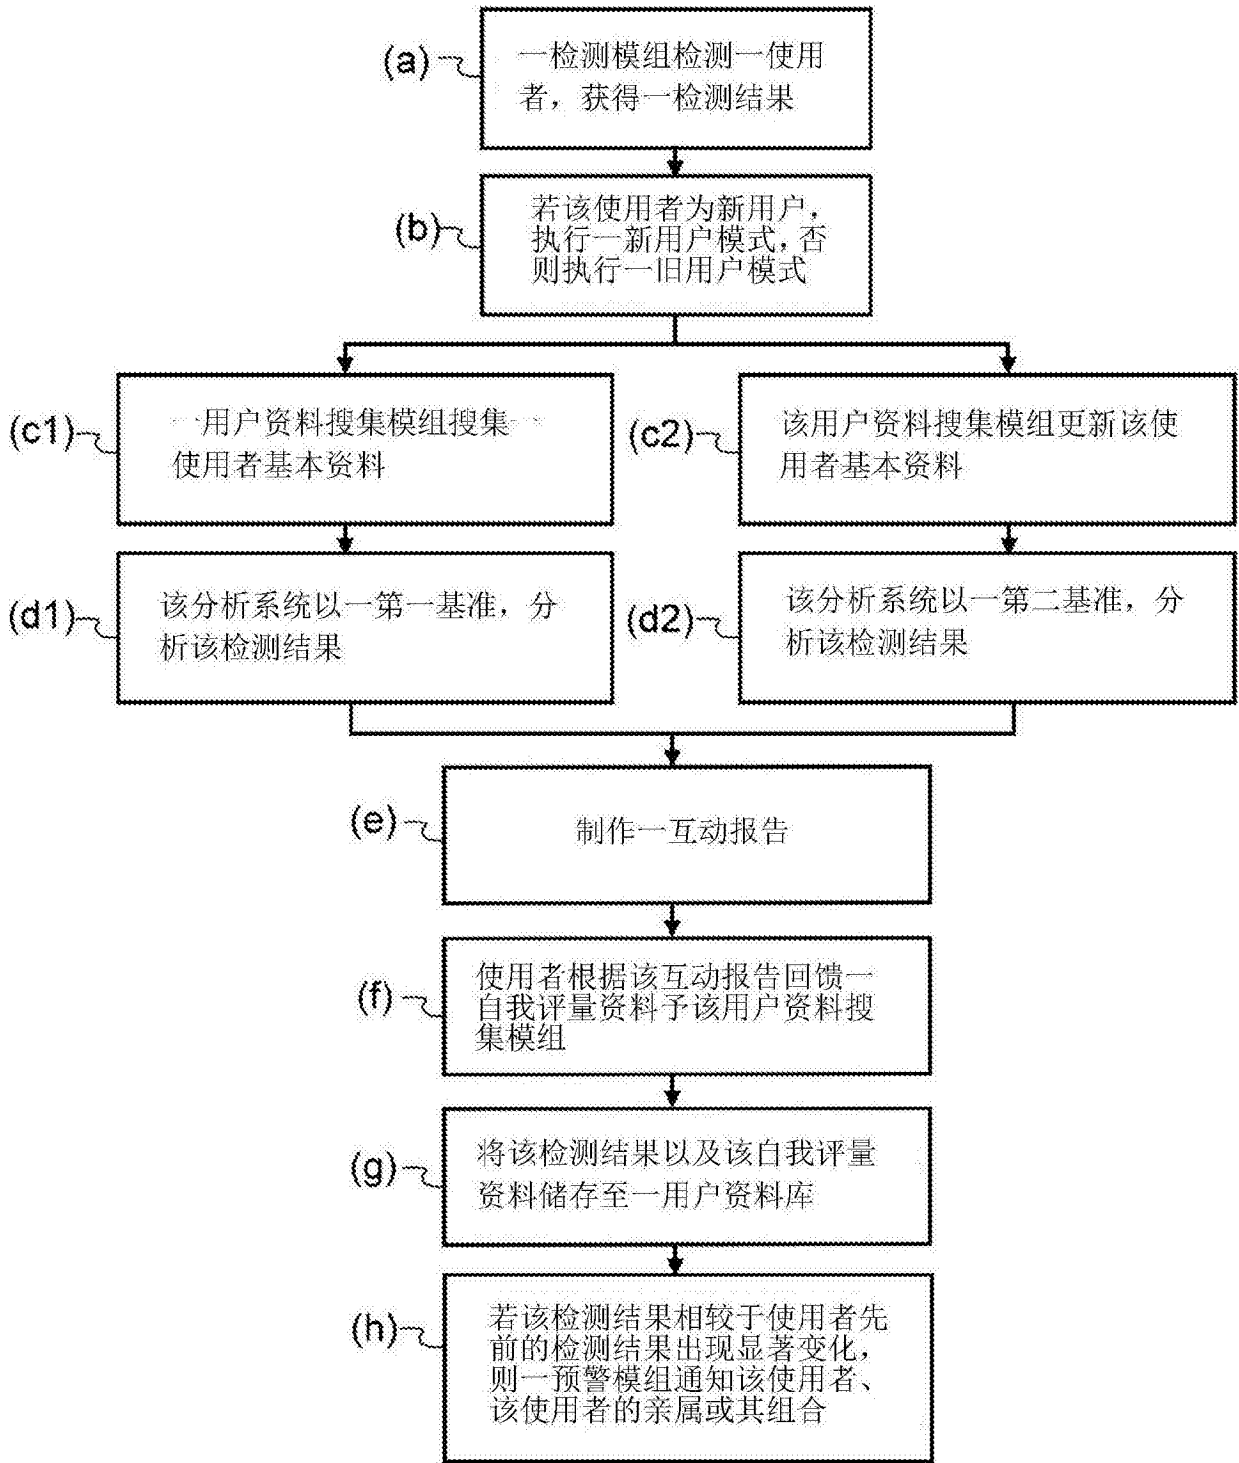 (a)
一检测模组检测一使用
者，获得一检测结果
(b)
若该使用者为新用户，
执行一新用户模式，否
则执行一旧用户模式
(c1)
一用户资料搜集模组搜集一
使用者基本资料
(c2)
该用户资料搜集模组更新该使
用者基本资料
(d1)
该分析系统以一第一基准，分
析该检测结果
(d2)
该分析系统以一第二基准，分
析该检测结果
(e)
制作一互动报告
(f)
使用者根据该互动报告回馈一
自我评量资料予该用户资料搜
集模组
(g)
将该检测结果以及该自我评量
资料储存至一用户资料库
(h)
若该检测结果相较于使用者先
前的检测结果出现显著变化，
则一预警模组通知该使用者、
该使用者的亲属或其组合